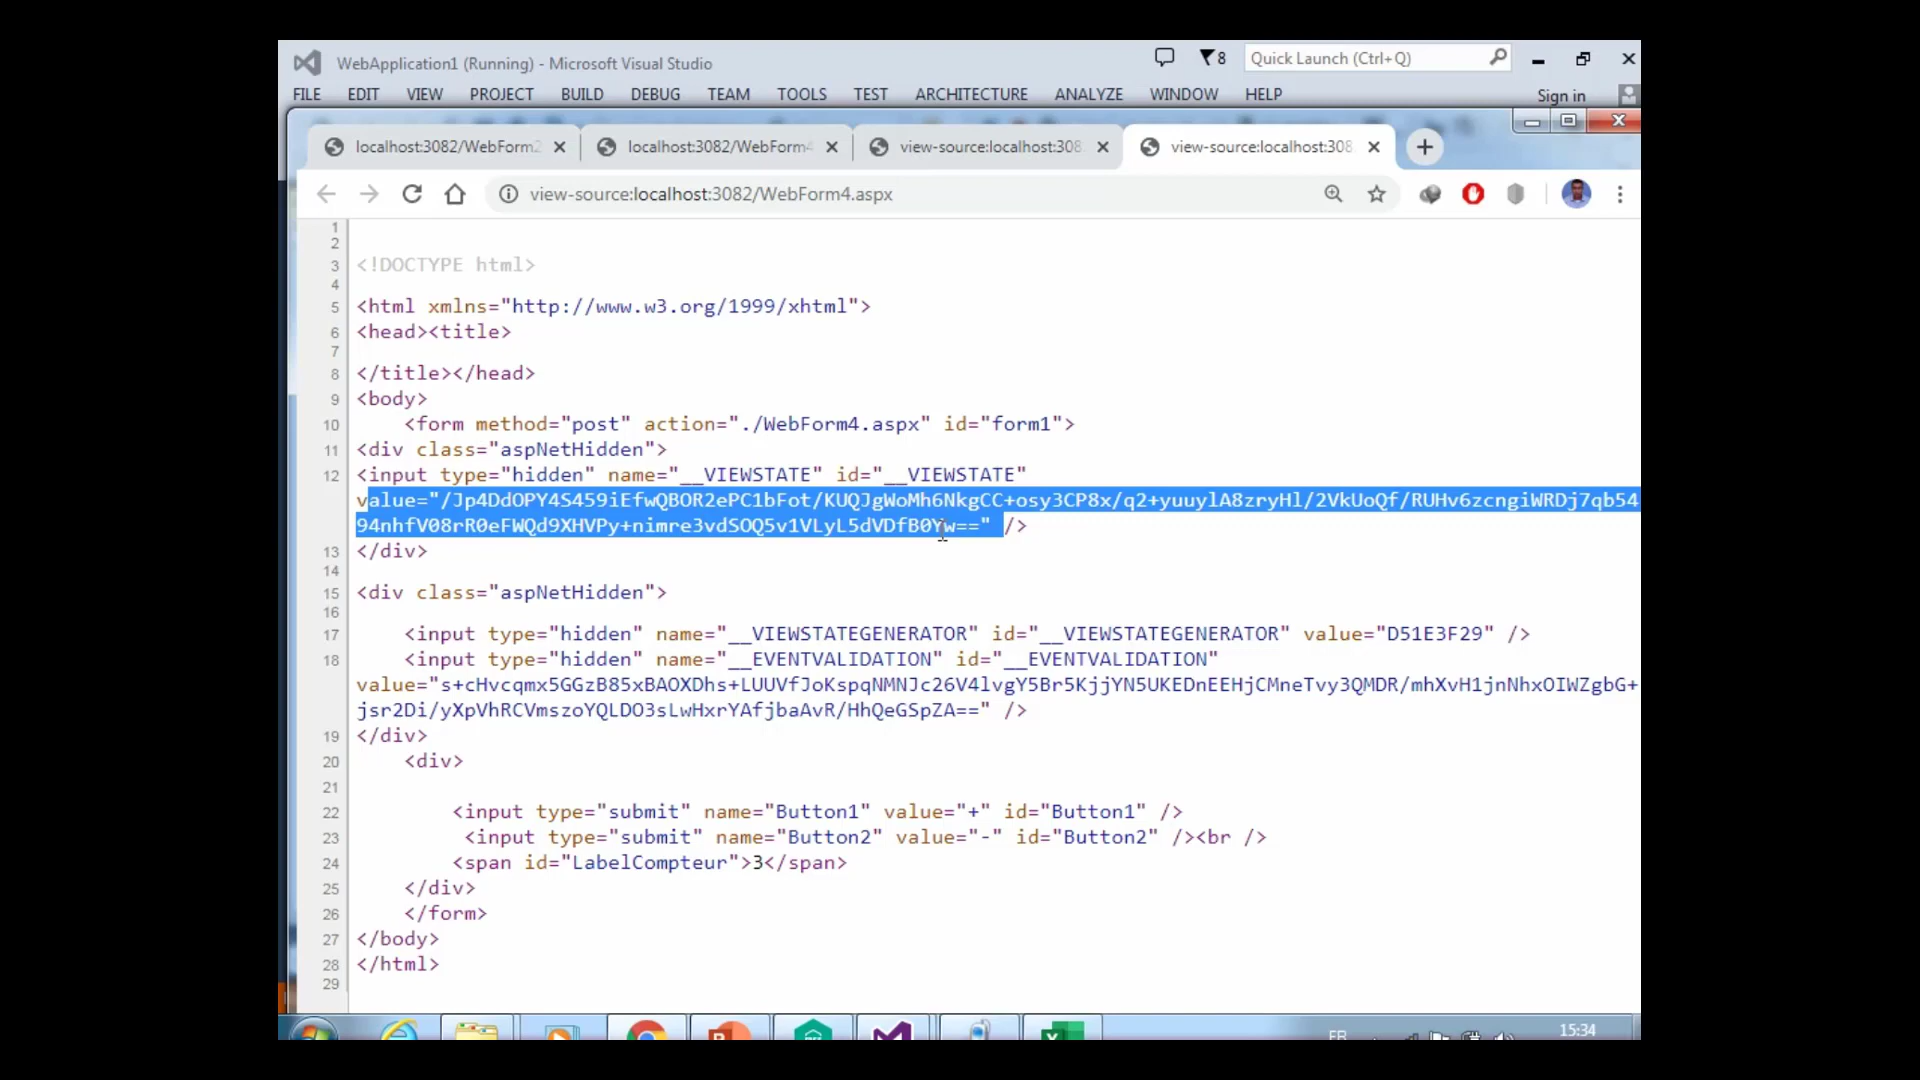 WebApplication1 (Running) - Microsoft Visual Studio
8
Quick Launch (Ctrl+Q)
FILE EDIT VIEW PROJECT BUILD DEBUG TEAM TOOLS TEST ARCHITECTURE ANALYZE WINDOW HELP
Sign in
localhost:3082/WebForm2
localhost:3082/WebForm4
view-source:localhost:308
view-source:localhost:308
view-source:localhost:3082/WebForm4.aspx
1
2
3 <!DOCTYPE html>
4
5 <html xmlns="http://www.w3.org/1999/xhtml">
6 <head><title>
7
8 </title></head>
9 <body>
10 <form method="post" action="./WebForm4.aspx" id="form1">
11 <div class="aspNetHidden">
12 <input type="hidden" name="__VIEWSTATE" id="__VIEWSTATE"
value="/Jp4DdOPY4S459iEfwQBOR2ePC1bFot/KUQJgWoMh6NkgCC+osy3CP8x/q2+yuuylA8zryHl/2VkUoQf/RUHv6zcngiWRDj7qb54
94nhfV08rR0eFWQd9XHVPy+nimre3vdSOQ5v1VLyL5dVDfB0Yw==" />
13 </div>
14
15 <div class="aspNetHidden">
16
17 <input type="hidden" name="__VIEWSTATEGENERATOR" id="__VIEWSTATEGENERATOR" value="D51E3F29" />
18 <input type="hidden" name="__EVENTVALIDATION" id="__EVENTVALIDATION"
value="s+cHvcqmx5GGzB85xBAOXDhs+LUUVfJoKspqNMNJc26V4lvgY5Br5KjjYN5UKEDnEEHjCMneTvy3QMDR/mhXvH1jnNhxOIWZgbG+
jsr2Di/yXpVhRCVmszoYQLDO3sLwHxrYAfjbaAvR/HhQeGSpZA==" />
19 </div>
20 <div>
21
22 <input type="submit" name="Button1" value="+" id="Button1" />
23 <input type="submit" name="Button2" value="-" id="Button2" /><br />
24 <span id="LabelCompteur">3</span>
25 </div>
26 </form>
27 </body>
28 </html>
29
FR
15:34